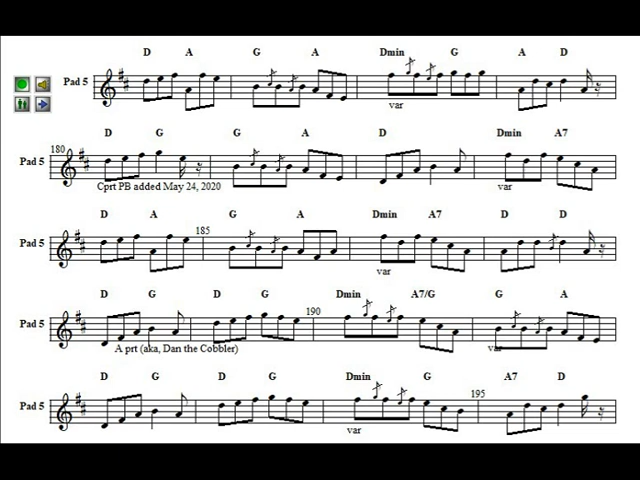 D A G A Dmin G A D
Pad 5
var
D G G A D Dmin A7
180
Pad 5
Cprt PB added May 24, 2020 var
D A G A Dmin A7 D D
185
Pad 5
var
D G D G Dmin A7/G G A
190
Pad 5
A prt (aka, Dan the Cobbler) var
D G D G Dmin G A7 D
195
Pad 5
var